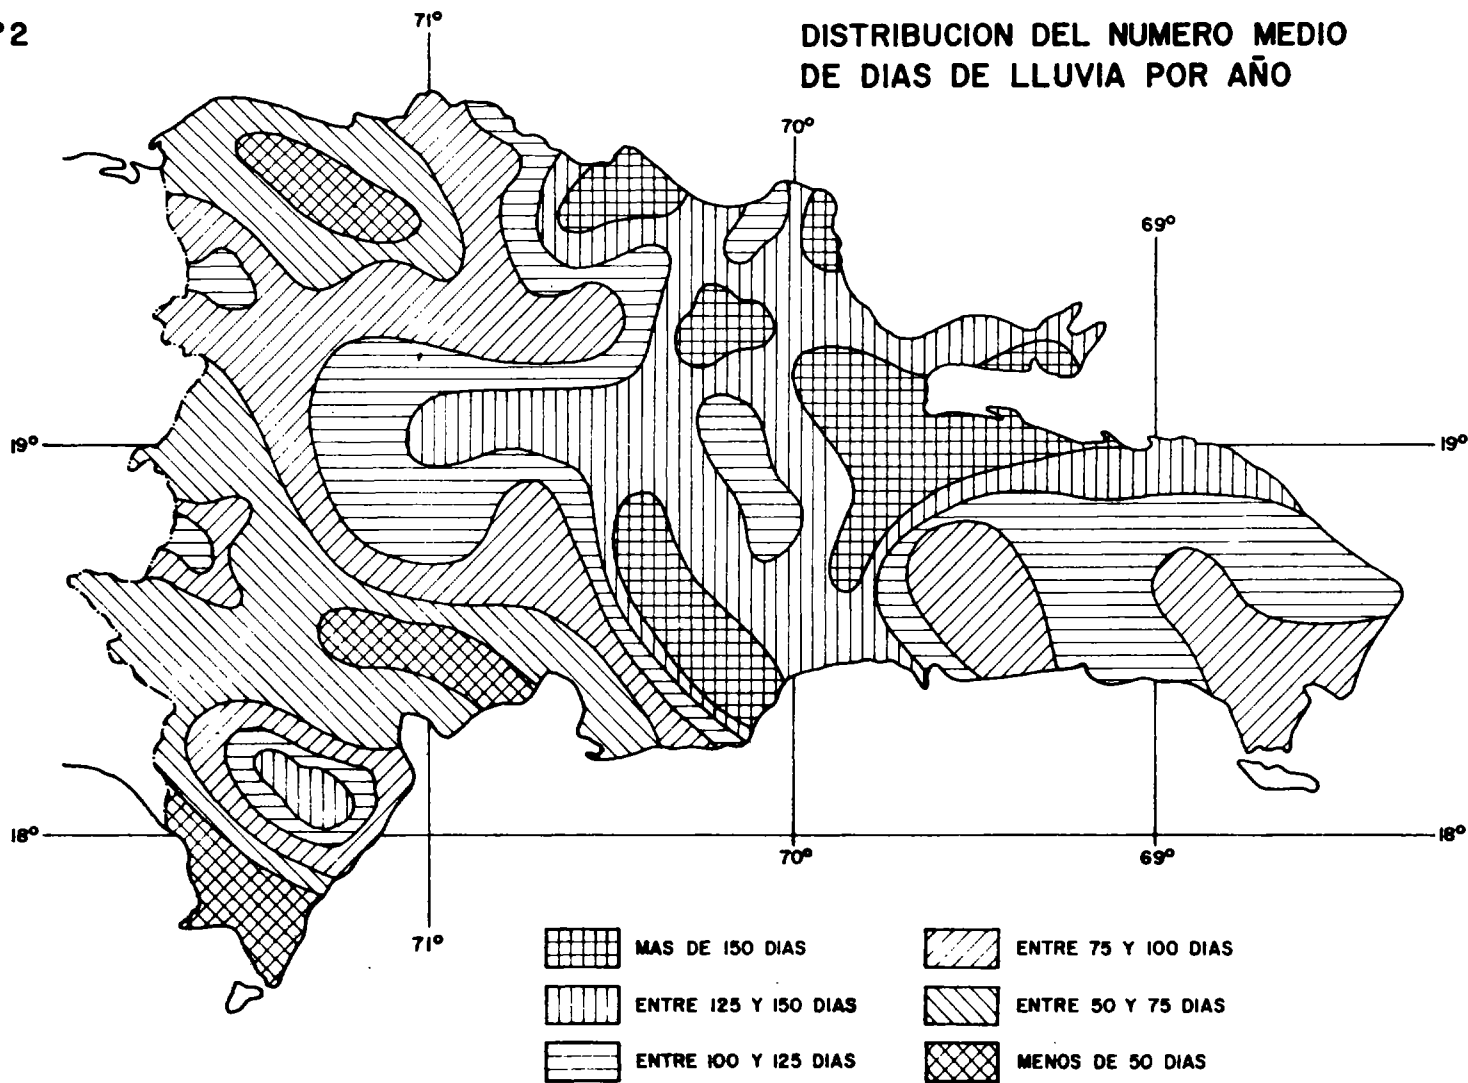 °2
DISTRIBUCION DEL NUMERO MEDIO
DE DIAS DE LLUVIA POR AÑO
71°
70°
69°
19°
19°
18°
18°
70°
69°
71°
MAS DE 150 DIAS
ENTRE 125 Y 150 DIAS
ENTRE 100 Y 125 DIAS
ENTRE 75 Y 100 DIAS
ENTRE 50 Y 75 DIAS
MENOS DE 50 DIAS